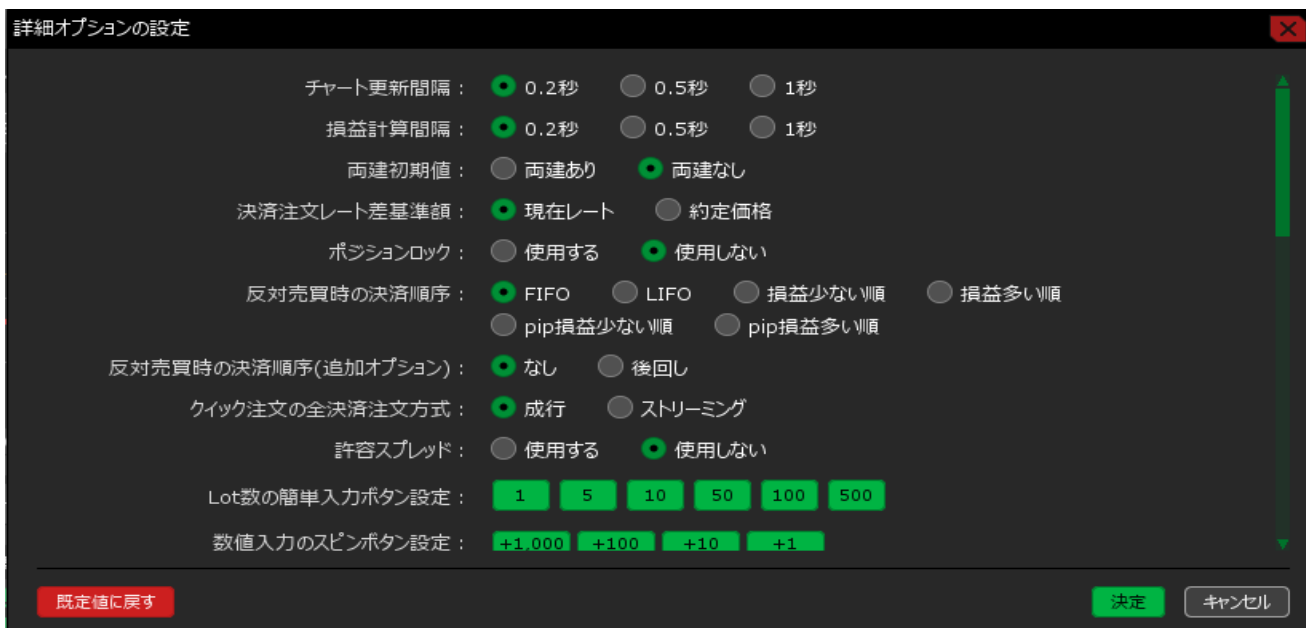 詳細オプションの設定
チャート更新間隔： 0.2秒 0.5秒 1秒
損益計算間隔： 0.2秒 0.5秒 1秒
両建初期値： 両建あり 両建なし
決済注文レート差基準額： 現在レート 約定価格
ポジションロック： 使用する 使用しない
反対売買時の決済順序： FIFO LIFO 損益少ない順 損益多い順
pip損益少ない順 pip損益多い順
反対売買時の決済順序(追加オプション)： なし 後回し
クイック注文の全決済注文方式： 成行 ストリーミング
許容スプレッド： 使用する 使用しない
Lot数の簡単入力ボタン設定： 1 5 10 50 100 500
数値入力のスピンボタン設定： +1,000 +100 +10 +1
既定値に戻す 決定 キャンセル